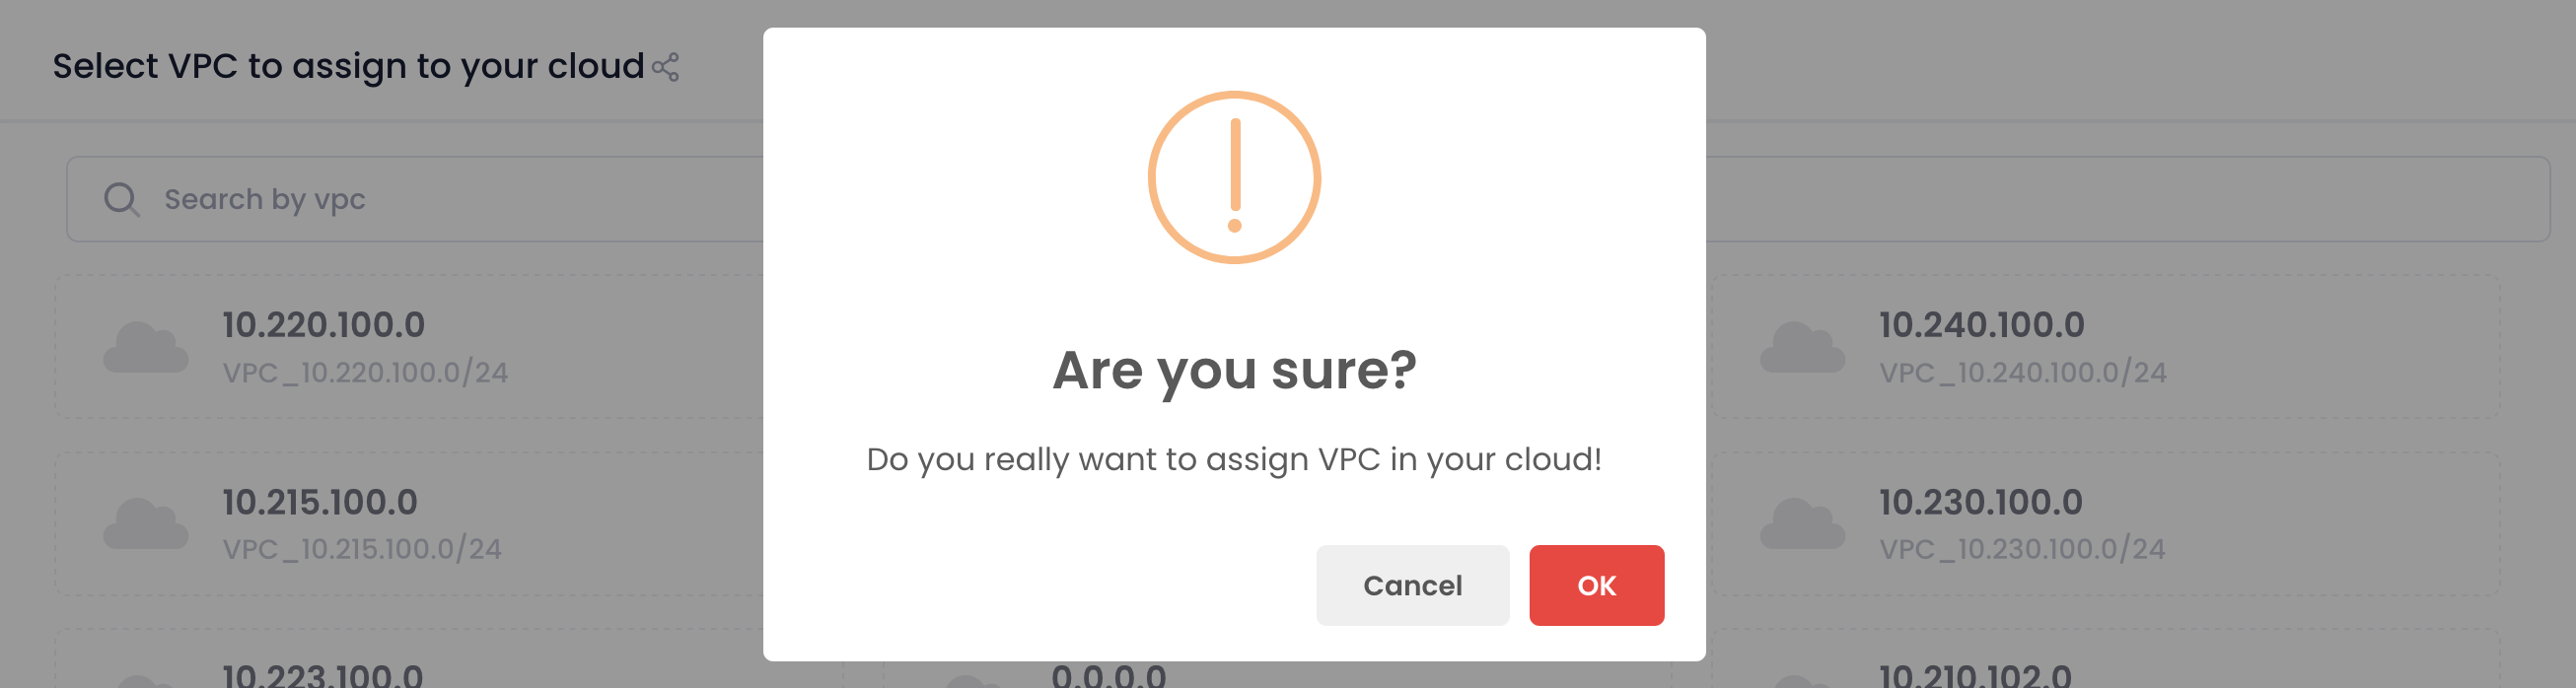 Select VPC to assign to your cloud
Search by vpc
10.220.100.0
VPC_10.220.100.0/24
10.240.100.0
VPC_10.240.100.0/24
Are you sure?
Do you really want to assign VPC in your cloud!
10.215.100.0
VPC_10.215.100.0/24
10.230.100.0
VPC_10.230.100.0/24
Cancel
OK
10.223.100.0
0.0.0.0
10.210.102.0